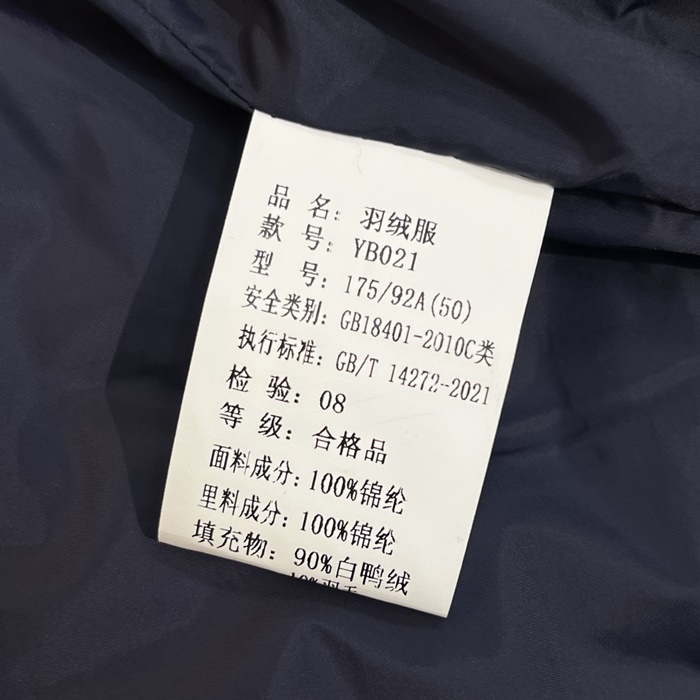 品 名: 羽绒服
款 号: YB021
型 号: 175/92A(50)
安全类别: GB18401-2010C类
执行标准: GB/T 14272-2021
检 验: 08
等 级: 合格品
面料成分: 100%锦纶
里料成分: 100%锦纶
填充物: 90%白鸭绒